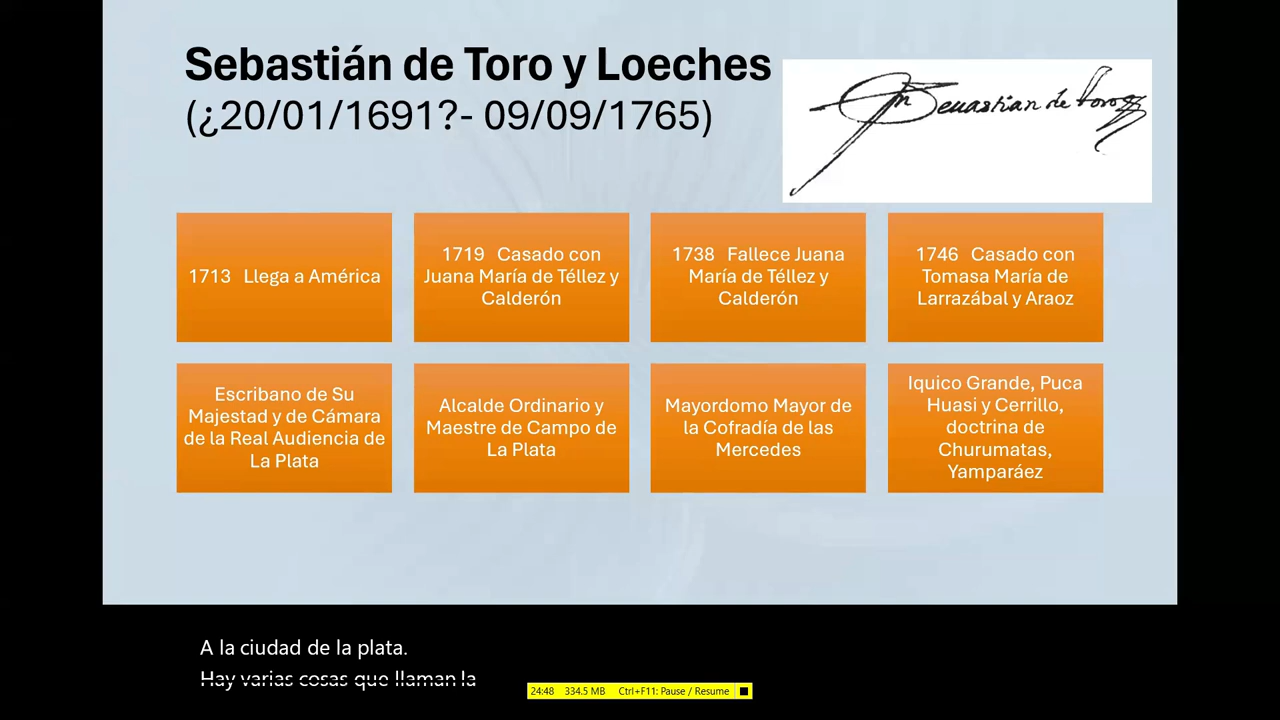 Sebastián de Toro y Loeches
(¿20/01/1691?- 09/09/1765)
Sebastian de Toro
1713 Llega a América
1719 Casado con
Juana María de Téllez y
Calderón
1738 Fallece Juana
María de Téllez y
Calderón
1746 Casado con
Tomasa María de
Larrazábal y Araoz
Escribano de Su
Majestad y de Cámara
de la Real Audiencia de
La Plata
Alcalde Ordinario y
Maestre de Campo de
La Plata
Mayordomo Mayor de
la Cofradía de las
Mercedes
Iquico Grande, Puca
Huasi y Cerrillo,
doctrina de
Churumatas,
Yamparáez
A la ciudad de la plata.
Hay varias cosas que llaman la
24:48 334.5 MB Ctrl+F11: Pause / Resume